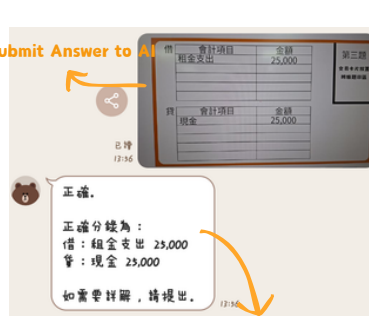 ubmit Answer to AI
借 會計項目 金額
租金支出 25,000
第三題
貸 會計項目 金額
現金 25,000
已讀
13:56
正確.
正確分錄為：
借：租金支出 25,000
貸：現金 25,000
如需要詳解，請提出.
13:56